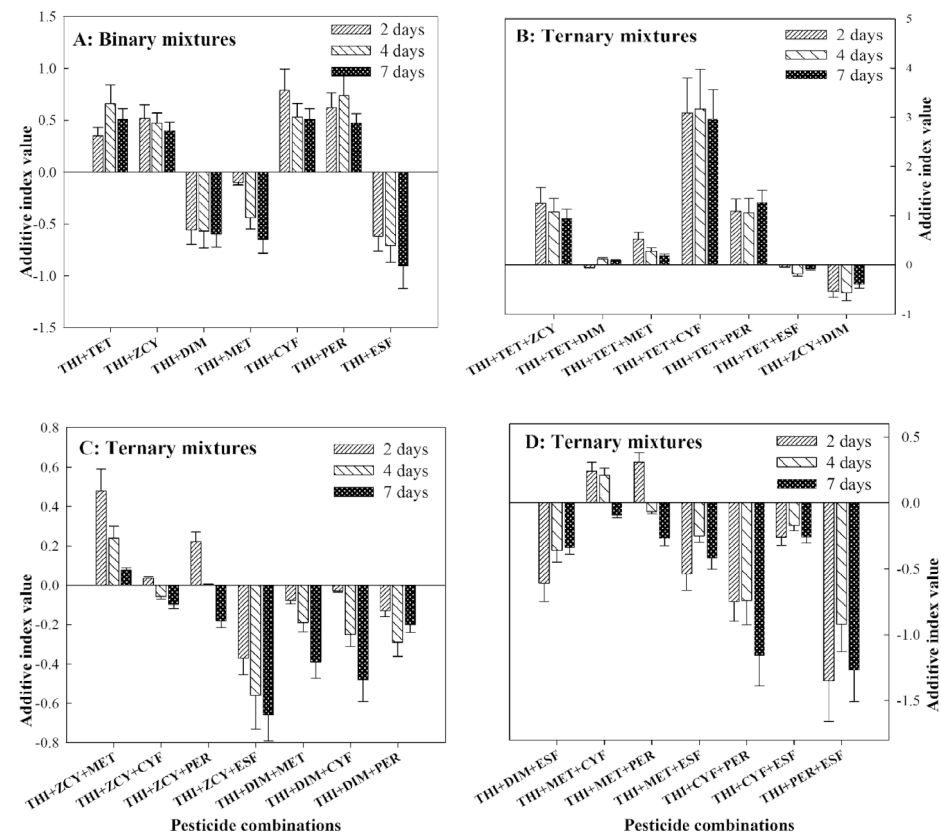 A: Binary mixtures
2 days
4 days
7 days
1.5
1.0
0.5
0.0
-0.5
-1.0
-1.5
Additive index value
THI+TET
THI+ZCY
THI+DIM
THI+MET
THI+CYF
THI+PER
THI+ESF
B: Ternary mixtures
2 days
4 days
7 days
5
4
3
2
1
0
-1
Additive index value
THI+TET+ZCY
THI+TET+DIM
THI+TET+MET
THI+TET+CYF
THI+TET+PER
THI+TET+ESF
THI+ZCY+DIM
C: Ternary mixtures
2 days
4 days
7 days
0.8
0.6
0.4
0.2
0.0
-0.2
-0.4
-0.6
-0.8
Additive index value
THI+ZCY+MET
THI+ZCY+CYF
THI+ZCY+PER
THI+ZCY+ESF
THI+DIM+MET
THI+DIM+CYF
THI+DIM+PER
Pesticide combinations
D: Ternary mixtures
2 days
4 days
7 days
0.5
0.0
-0.5
-1.0
-1.5
Additive index value
THI+DIM+ESF
THI+MET+CYF
THI+MET+PER
THI+MET+ESF
THI+CYF+PER
THI+CYF+ESF
THI+PER+ESF
Pesticide combinations